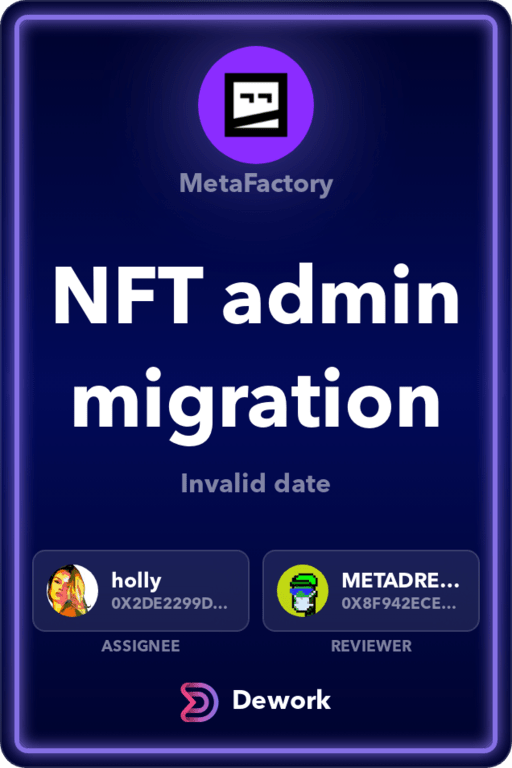 MetaFactory
NFT admin
migration
Invalid date
holly
0X2DE2299D...
METADRE...
0X8F942ECE...
ASSIGNEE
REVIEWER
Dework